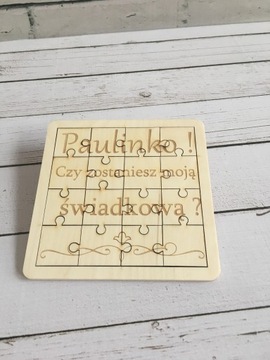 Paulinko !
Czy zostaniesz moją
świadkową ?